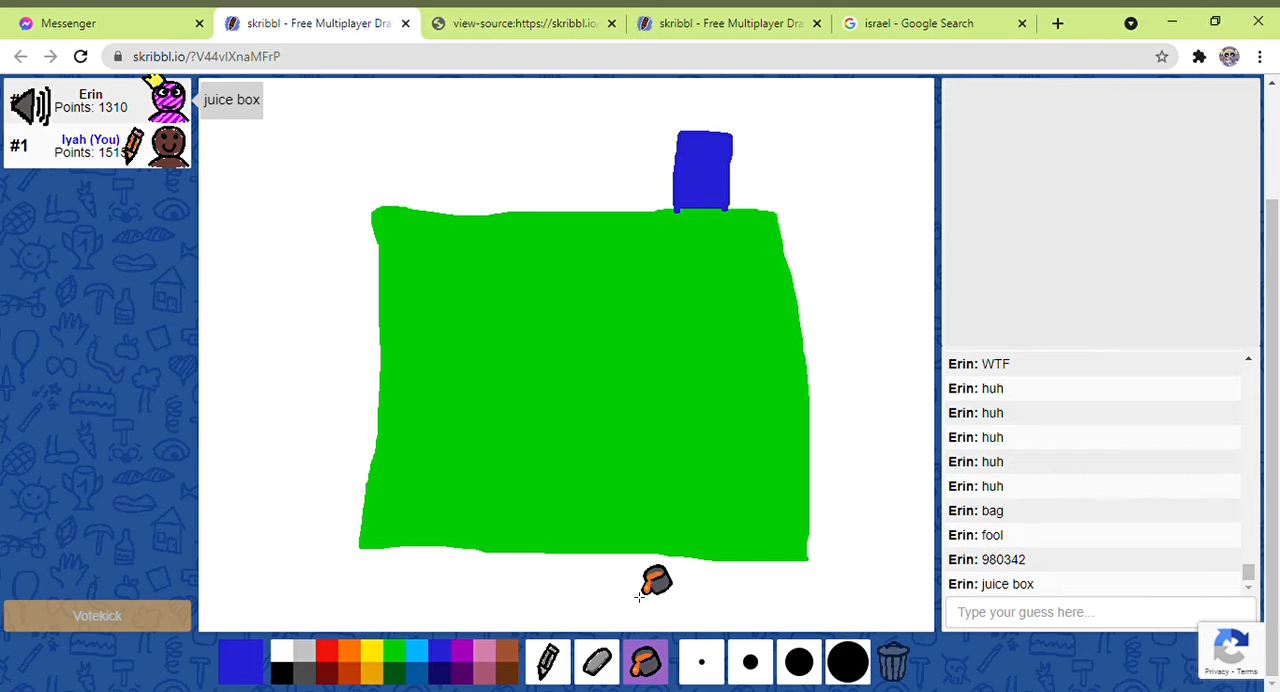 Messenger
skribbl - Free Multiplayer Dra
view-source:https://skribbl.io
skribbl - Free Multiplayer Dra
israel - Google Search
skribbl.io/?V44vlXnaMFrP
Erin
Points: 1310
juice box
#1
Iyah (You)
Points: 1515
Votekick
Erin: WTF
Erin: huh
Erin: huh
Erin: huh
Erin: huh
Erin: huh
Erin: bag
Erin: fool
Erin: 980342
Erin: juice box
Type your guess here...
Privacy - Terms